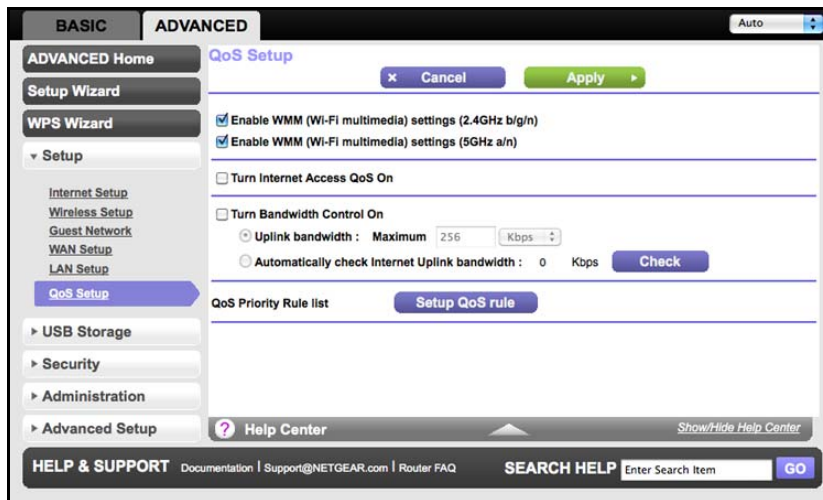 BASIC
ADVANCED
Auto
ADVANCED Home
Setup Wizard
WPS Wizard
Setup
Internet Setup
Wireless Setup
Guest Network
WAN Setup
LAN Setup
QoS Setup
USB Storage
Security
Administration
Advanced Setup
QoS Setup
x Cancel
Apply
Enable WMM (Wi-Fi multimedia) settings (2.4GHz b/g/n)
Enable WMM (Wi-Fi multimedia) settings (5GHz a/n)
Turn Internet Access QoS On
Turn Bandwidth Control On
Uplink bandwidth : Maximum 256 Kbps
Automatically check Internet Uplink bandwidth : 0 Kbps Check
QoS Priority Rule list Setup QoS rule
? Help Center Show/Hide Help Center
HELP & SUPPORT Documentation | Support@NETGEAR.com | Router FAQ SEARCH HELP Enter Search Item GO